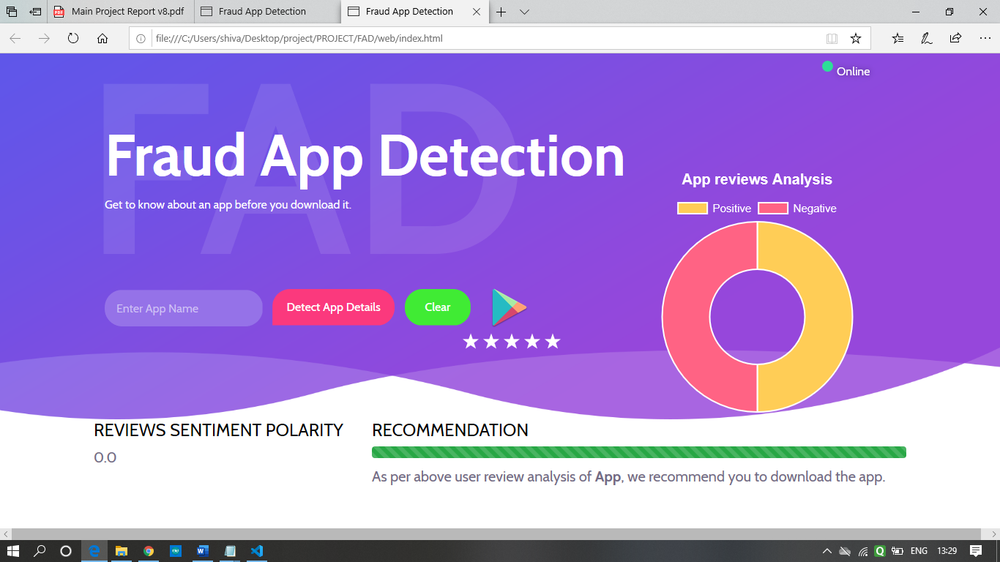 Main Project Report v8.pdf
Fraud App Detection
Fraud App Detection
file:///C:/Users/shiva/Desktop/project/PROJECT/FAD/web/index.html
Online
FAD
Fraud App Detection
Get to know about an app before you download it.
App reviews Analysis
Positive Negative
Enter App Name
Detect App Details
Clear
REVIEWS SENTIMENT POLARITY
0.0
RECOMMENDATION
As per above user review analysis of App, we recommend you to download the app.
ENG 13:29